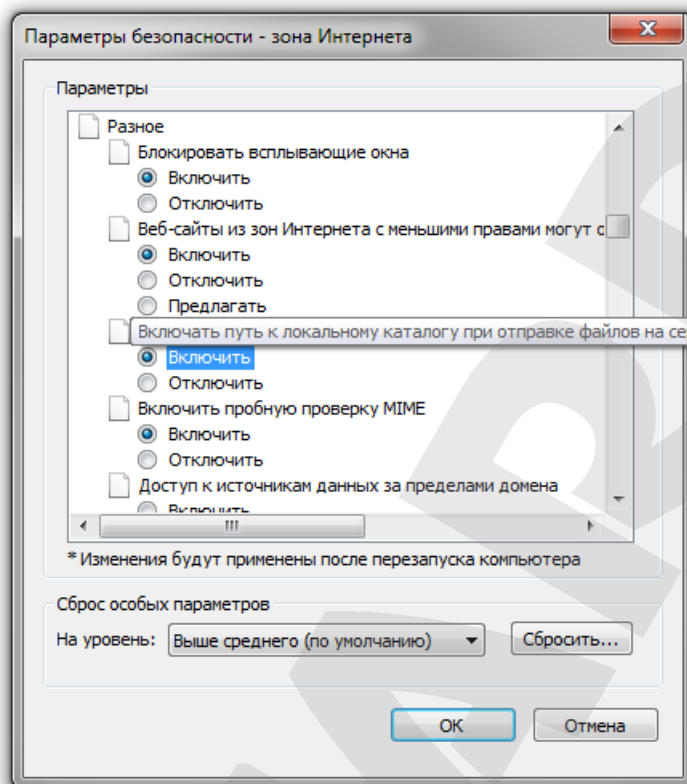 Параметры безопасности - зона Интернета
Параметры
Разное
Блокировать всплывающие окна
Включить
Отключить
Веб-сайты из зон Интернета с меньшими правами могут
Включить
Отключить
Предлагать
Включать путь к локальному каталогу при отправке файлов на
Включить
Отключить
Включить пробную проверку MIME
Включить
Отключить
Доступ к источникам данных за пределами домена
Включить
* Изменения будут применены после перезапуска компьютера
Сброс особых параметров
На уровень: Выше среднего (по умолчанию) Сбросить...
OK Отмена